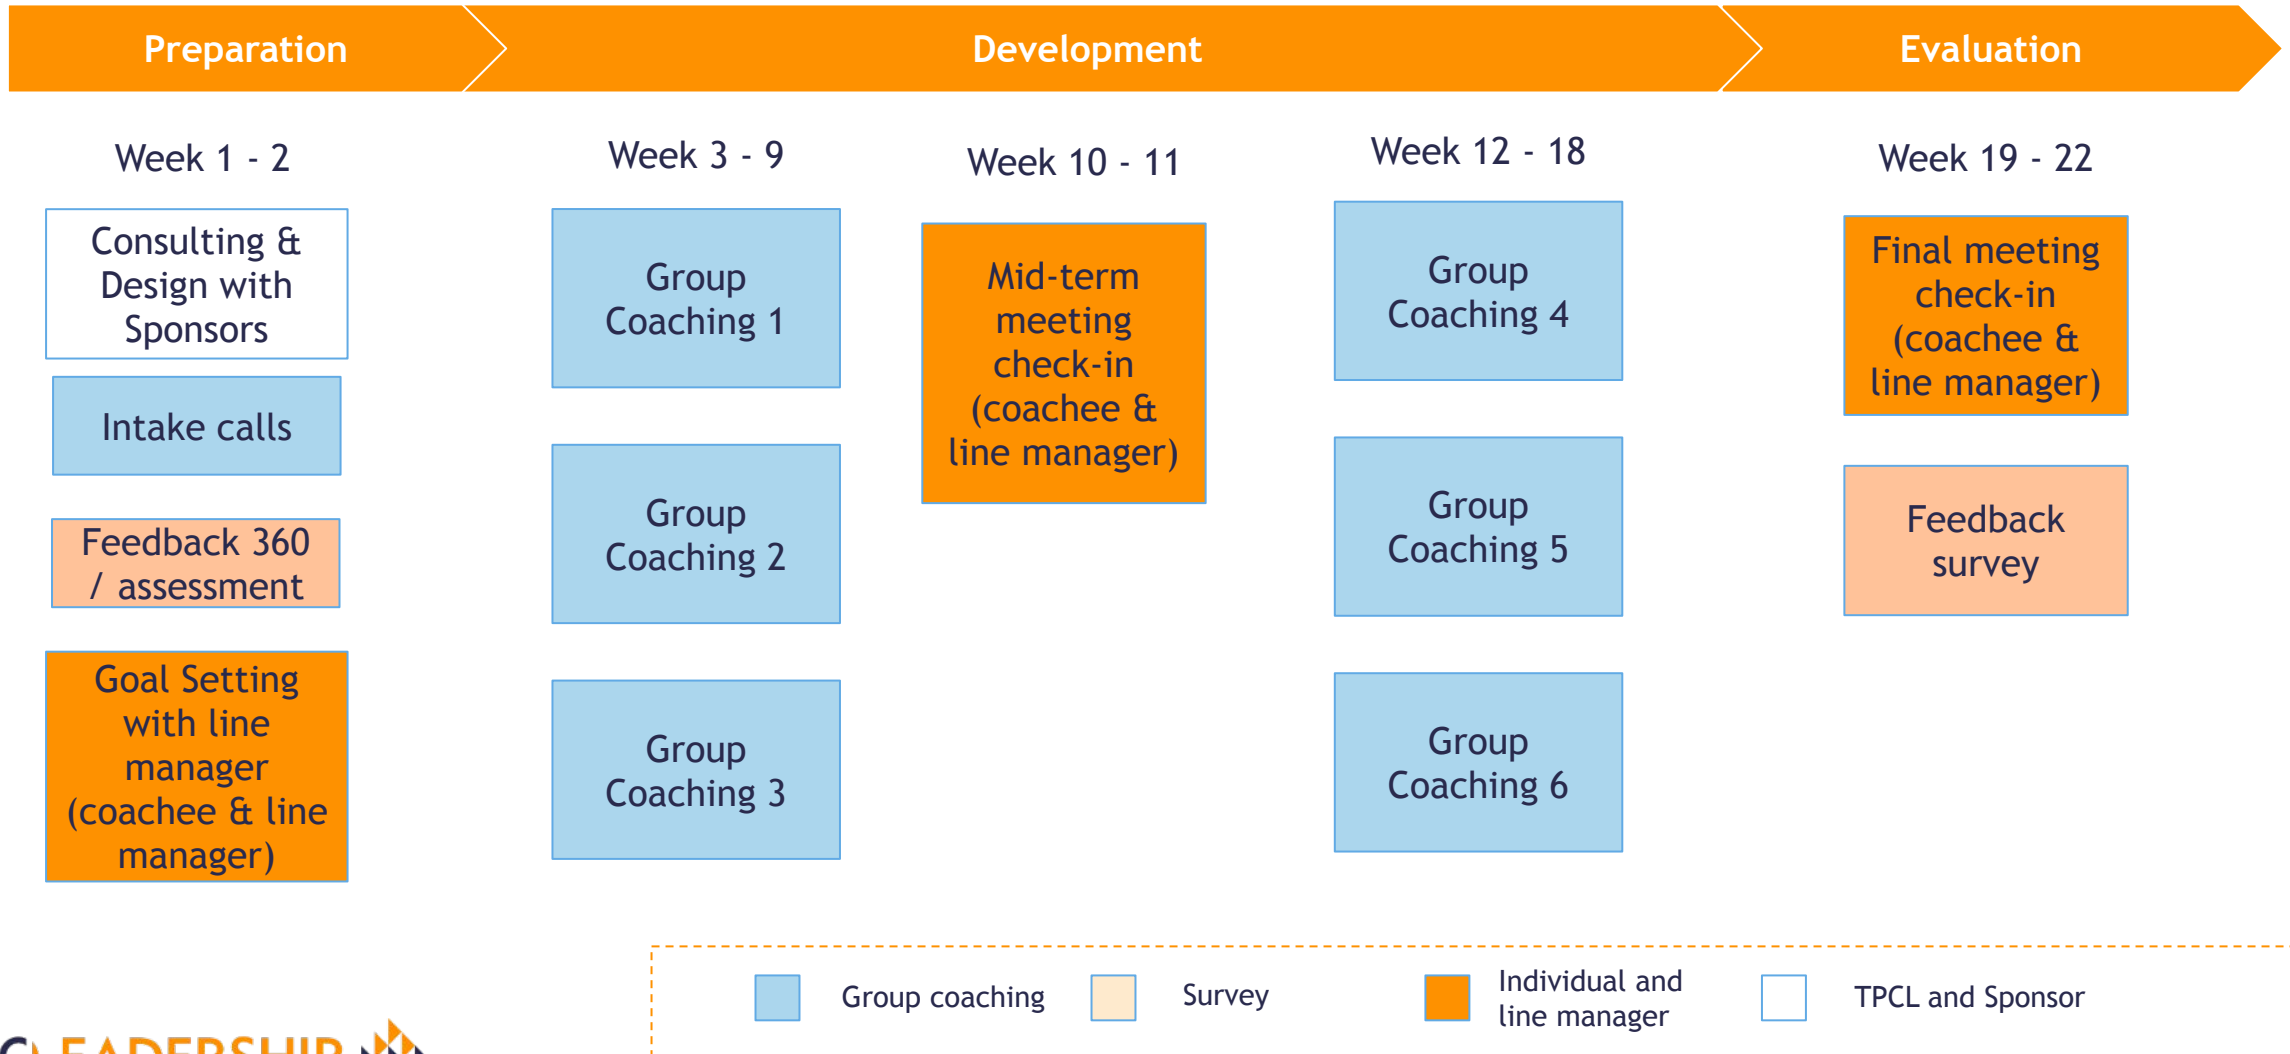 Preparation
Development
Evaluation
Week 1 - 2
Week 3 - 9
Week 10 - 11
Week 12 - 18
Week 19 - 22
Consulting &
Design with
Sponsors
Intake calls
Feedback 360
/ assessment
Goal Setting
with line
manager
(coachee & line
manager)
Group
Coaching 1
Group
Coaching 2
Group
Coaching 3
Mid-term
meeting
check-in
(coachee &
line manager)
Group
Coaching 4
Group
Coaching 5
Group
Coaching 6
Final meeting
check-in
(coachee &
line manager)
Feedback
survey
Group coaching
Survey
Individual and
line manager
TPCL and Sponsor
LEADERSHIP